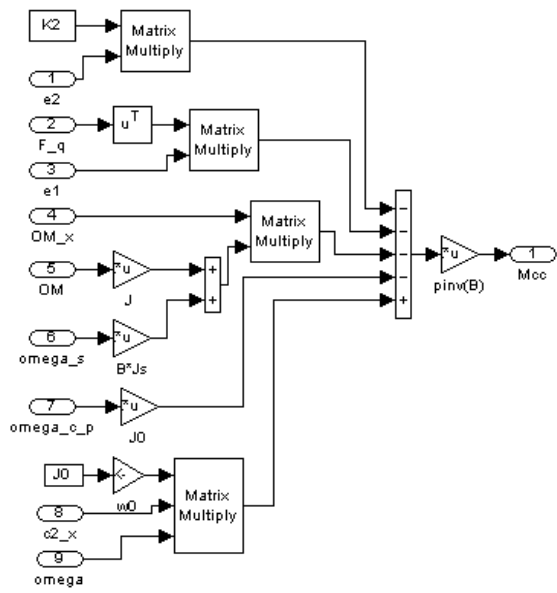 K2
Matrix
Multiply
1
e2
2
F_q
u^T
Matrix
Multiply
3
e1
4
OM_x
Matrix
Multiply
5
OM
*u
J
+
+
6
omega_s
*u
B*Js
7
omega_c_p
*u
J0
−
−
−
−
+
*u
pinv(B)
1
Mcc
J0
w0
Matrix
Multiply
8
c2_x
9
omega